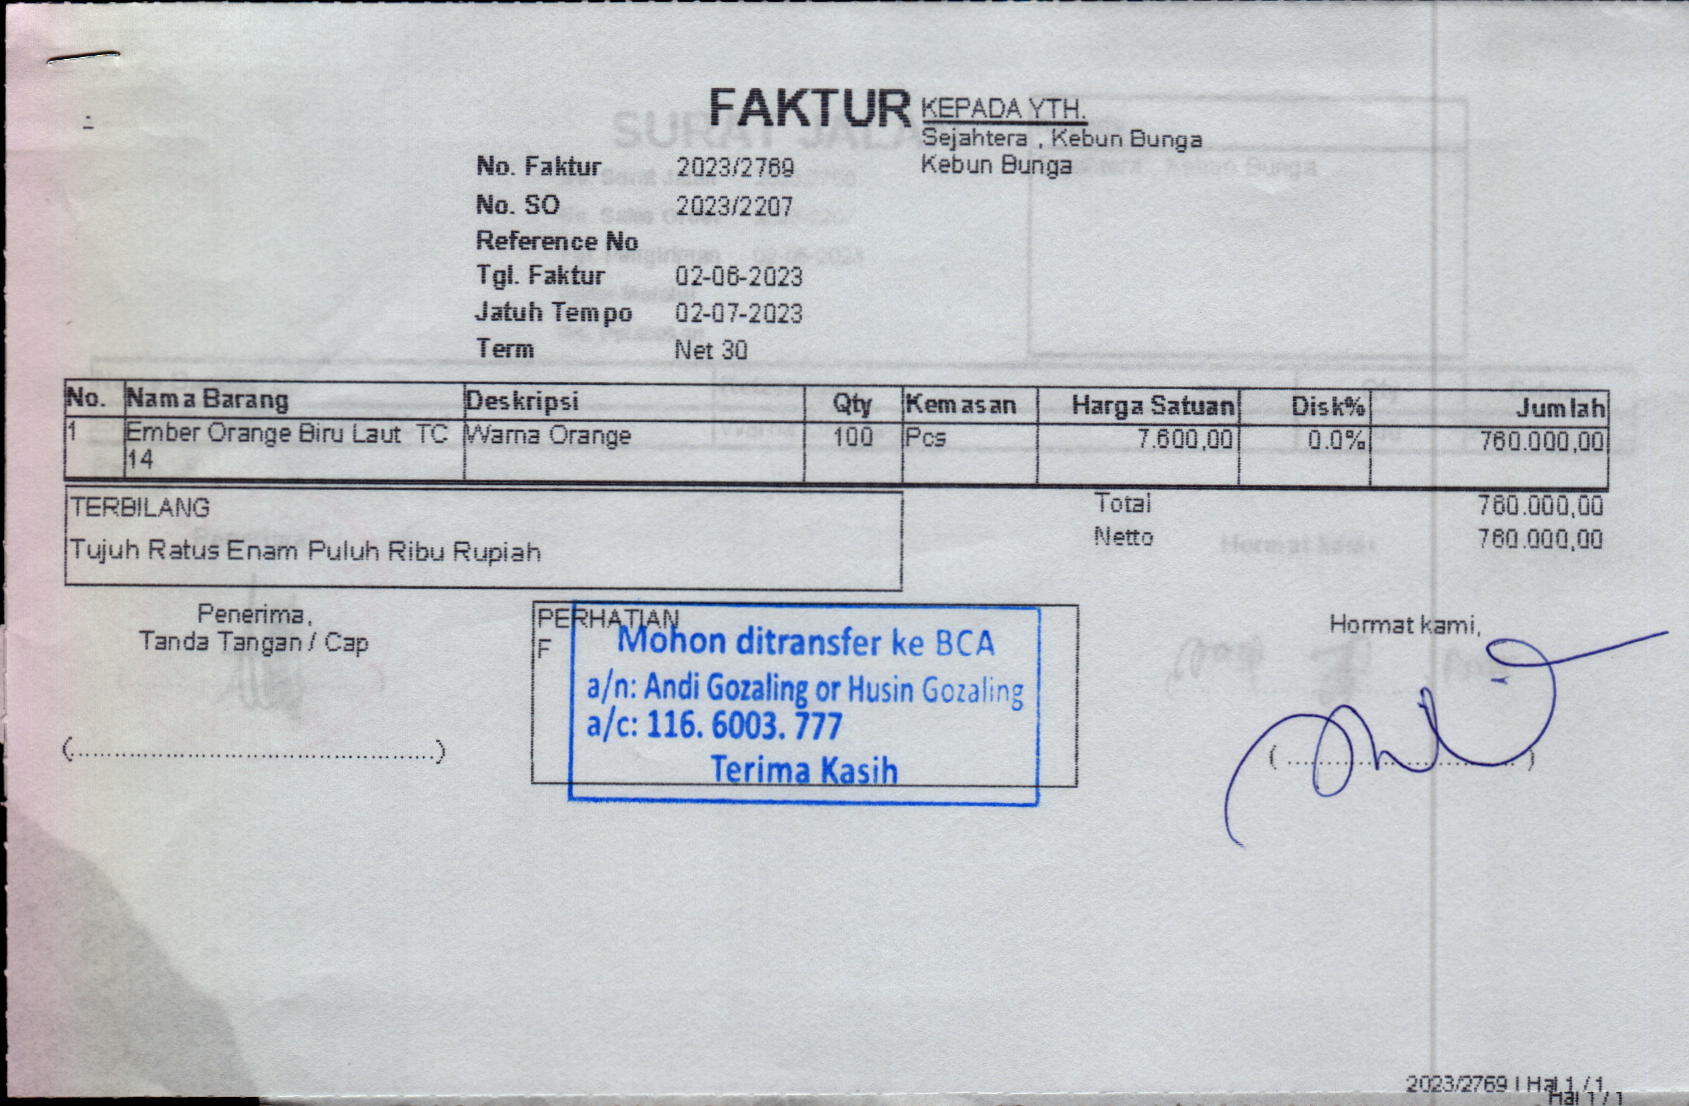 FAKTUR
KEPADA YTH.
Sejahtera , Kebun Bunga
Kebun Bunga
No. Faktur 2023/2769
No. SO 2023/2207
Reference No
Tgl. Faktur 02-06-2023
Jatuh Tempo 02-07-2023
Term Net 30
No. Nama Barang Deskripsi Qty Kemasan Harga Satuan Disk% Jumlah
1 Ember Orange Biru Laut TC Warna Orange 100 Pcs 7.600,00 0.0% 760.000,00
14
TERBILANG
Tujuh Ratus Enam Puluh Ribu Rupiah
Total 760.000,00
Netto 760.000,00
Penerima,
Tanda Tangan / Cap
(...............................................)
PERHATIAN
F
Mohon ditransfer ke BCA
a/n: Andi Gozaling or Husin Gozaling
a/c: 116. 6003. 777
Terima Kasih
Hormat kami,
(...............................)
2023/2769 | Hal 1 / 1
Hal 1 / 1